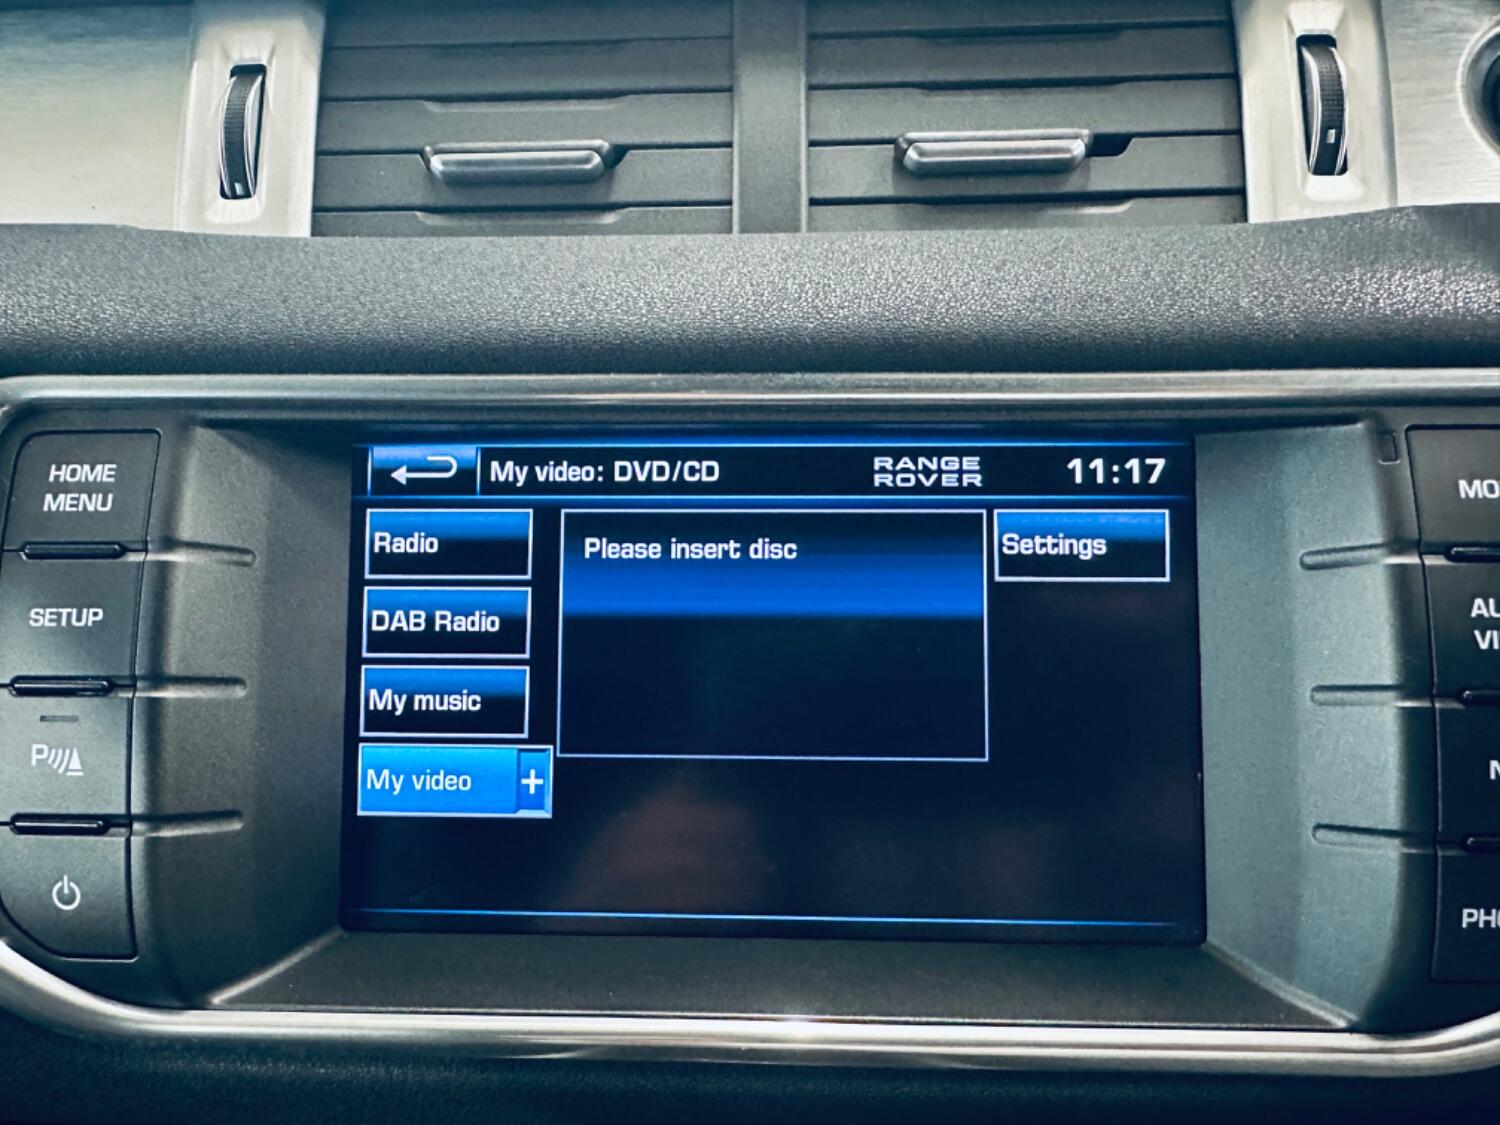 HOME
MENU
SETUP
P
My video: DVD/CD
RANGE
ROVER
11:17
Radio
DAB Radio
My music
My video +
Please insert disc
Settings